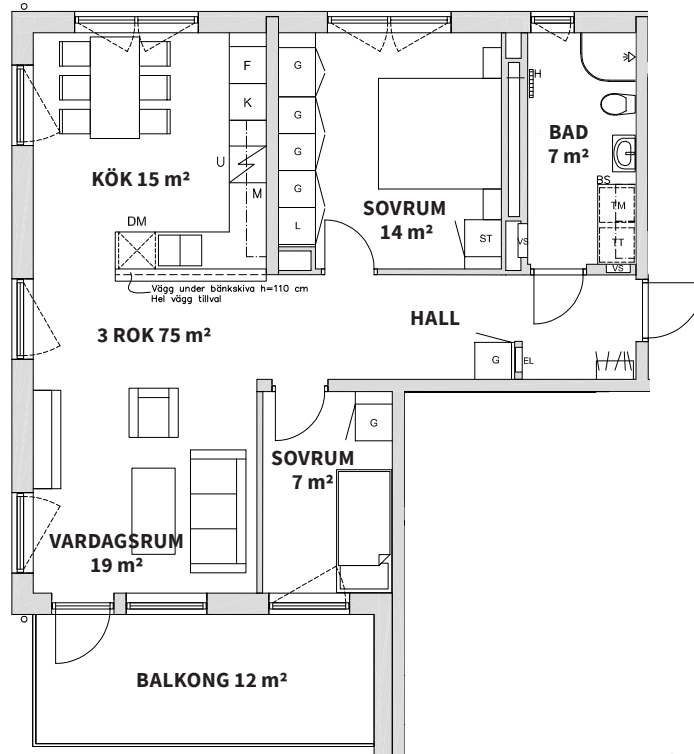 F
G
H
K
G
BAD
7 m²
G
U
KÖK 15 m²
G
M
BS
SOVRUM
14 m²
TM
DM
L
ST
VS
TT
VS
Vägg under bänkskiva h=110 cm
Hel vägg tillval
3 ROK 75 m²
HALL
G
EL
G
SOVRUM
7 m²
VARDAGSRUM
19 m²
BALKONG 12 m²